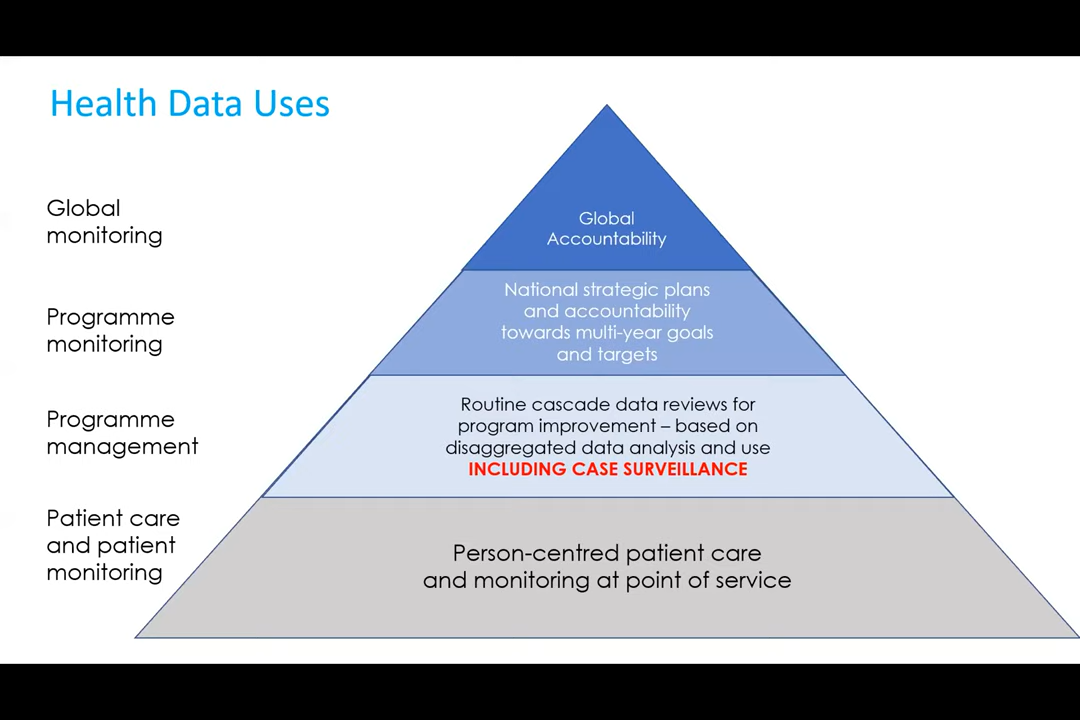 Health Data Uses
Global
monitoring
Global
Accountability
Programme
monitoring
National strategic plans
and accountability
towards multi-year goals
and targets
Programme
management
Routine cascade data reviews for
program improvement – based on
disaggregated data analysis and use
INCLUDING CASE SURVEILLANCE
Patient care
and patient
monitoring
Person-centred patient care
and monitoring at point of service